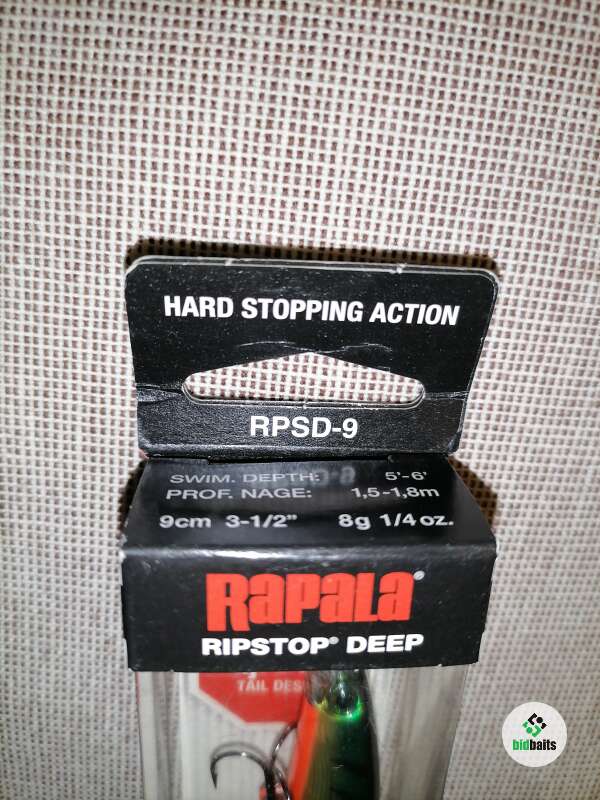 HARD STOPPING ACTION
RPSD-9
SWIM. DEPTH: 5'-6'
PROF. NAGE: 1,5-1,8m
9cm 3-1/2" 8g 1/4 oz.
RAPALA®
RIPSTOP® DEEP
TAIL
bidbaits